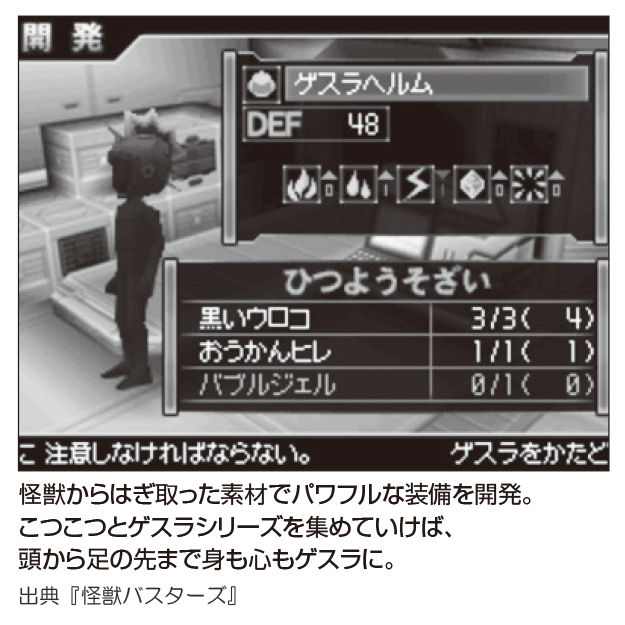 開発
ゲスラヘルム
DEF 48
0 1 1 0 0
ひつようそざい
黒いウロコ 3/3( 4)
おうかんヒレ 1/1( 1)
バブルジェル 0/1( 0)
こ 注意しなければならない。 ゲスラをかたど
怪獣からはぎ取った素材でパワフルな装備を開発。
こつこつとゲスラシリーズを集めていけば、
頭から足の先まで身も心もゲスラに。
出典『怪獣バスターズ』